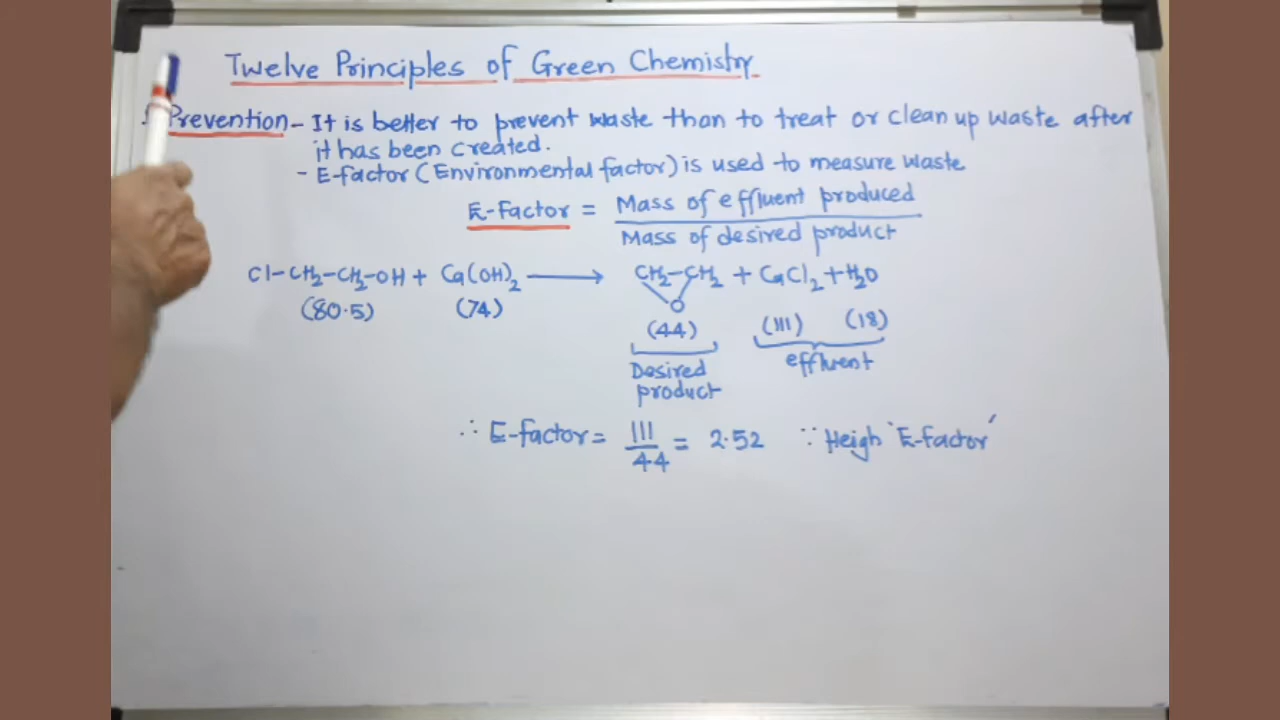 Twelve Principles of Green Chemistry
Prevention - It is better to prevent waste than to treat or clean up waste after
it has been created.
- E-factor (Environmental factor) is used to measure waste
E-Factor = Mass of effluent produced
Mass of desired product
Cl-CH₂-CH₂-OH + Ca(OH)₂ ⟶ CH₂-CH₂ + CaCl₂ + H₂O
O
(80.5) (74) (44) (111) (18)
Desired product
effluent
∴ E-factor = 111/44 = 2.52 ∵ Heigh 'E-factor'